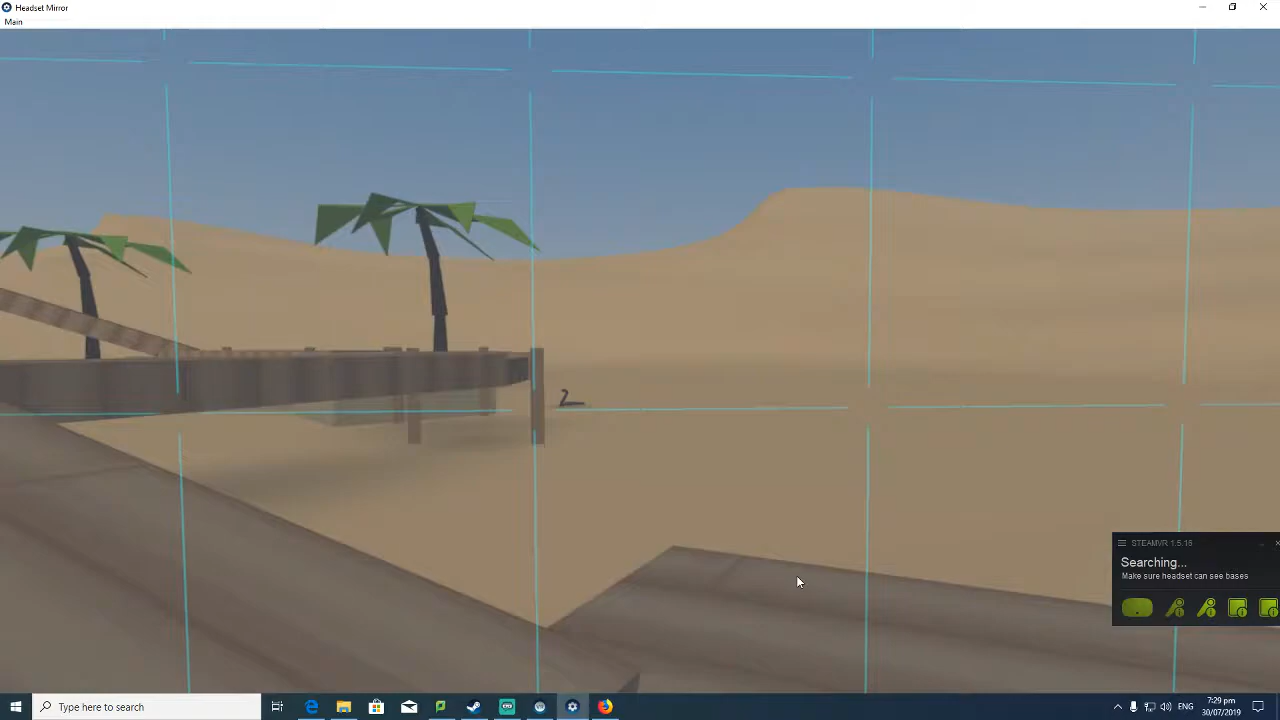 Headset Mirror
Main
STEAMVR 1.5.15
Searching...
Make sure headset can see bases
Type here to search
ENG
7:29 pm
30/07/2019